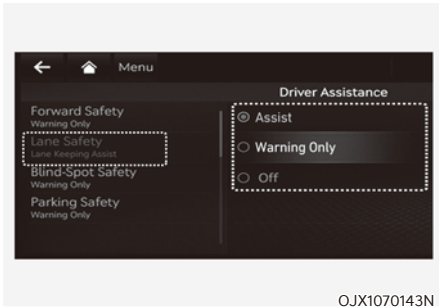 Menu
Driver Assistance
Forward Safety
Warning Only
Lane Safety
Lane Keeping Assist
Blind-Spot Safety
Warning Only
Parking Safety
Warning Only
Assist
Warning Only
Off
OJX1070143N